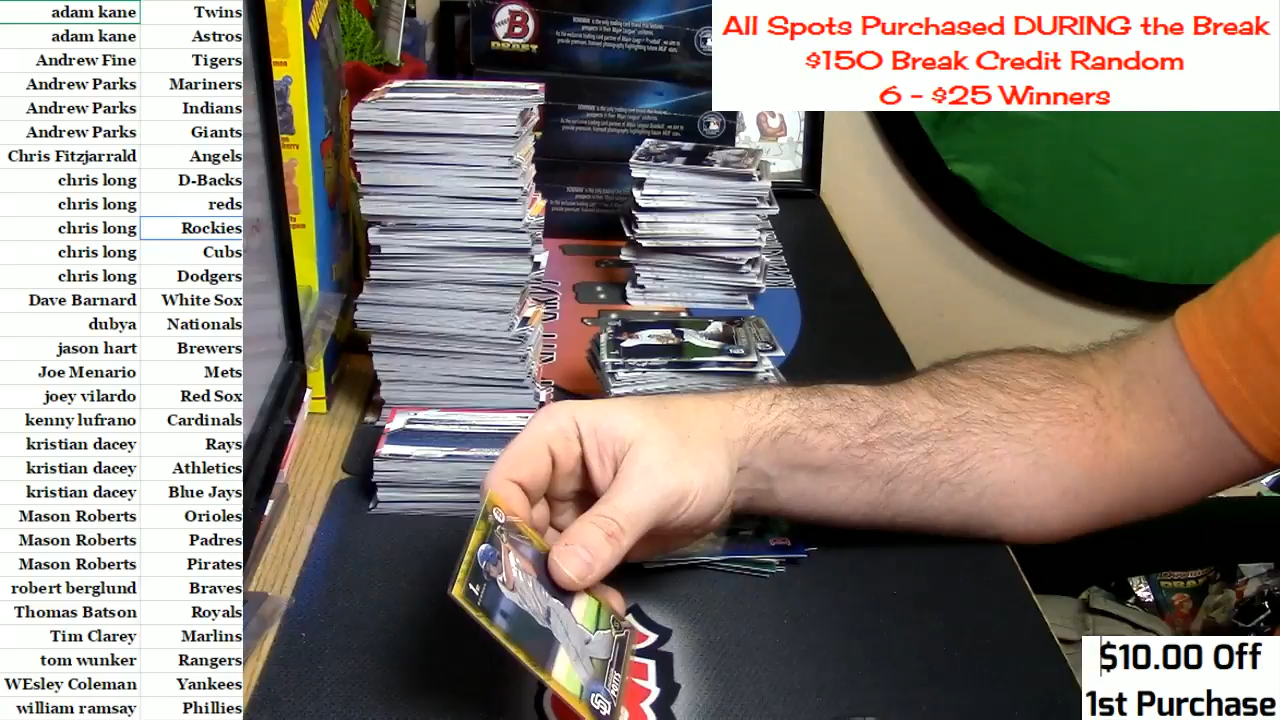 adam kane Twins
adam kane Astros
Andrew Fine Tigers
Andrew Parks Mariners
Andrew Parks Indians
Andrew Parks Giants
Chris Fitzjarrald Angels
chris long D-Backs
chris long reds
chris long Rockies
chris long Cubs
chris long Dodgers
Dave Barnard White Sox
dubya Nationals
jason hart Brewers
Joe Menario Mets
joey vilardo Red Sox
kenny lufrano Cardinals
kristian dacey Rays
kristian dacey Athletics
kristian dacey Blue Jays
Mason Roberts Orioles
Mason Roberts Padres
Mason Roberts Pirates
robert berglund Braves
Thomas Batson Royals
Tim Clarey Marlins
tom wunker Rangers
WEsley Coleman Yankees
william ramsay Phillies
All Spots Purchased DURING the Break
$150 Break Credit Random
6 - $25 Winners
B
DRAFT
POTTS
SD
$10.00 Off
1st Purchase